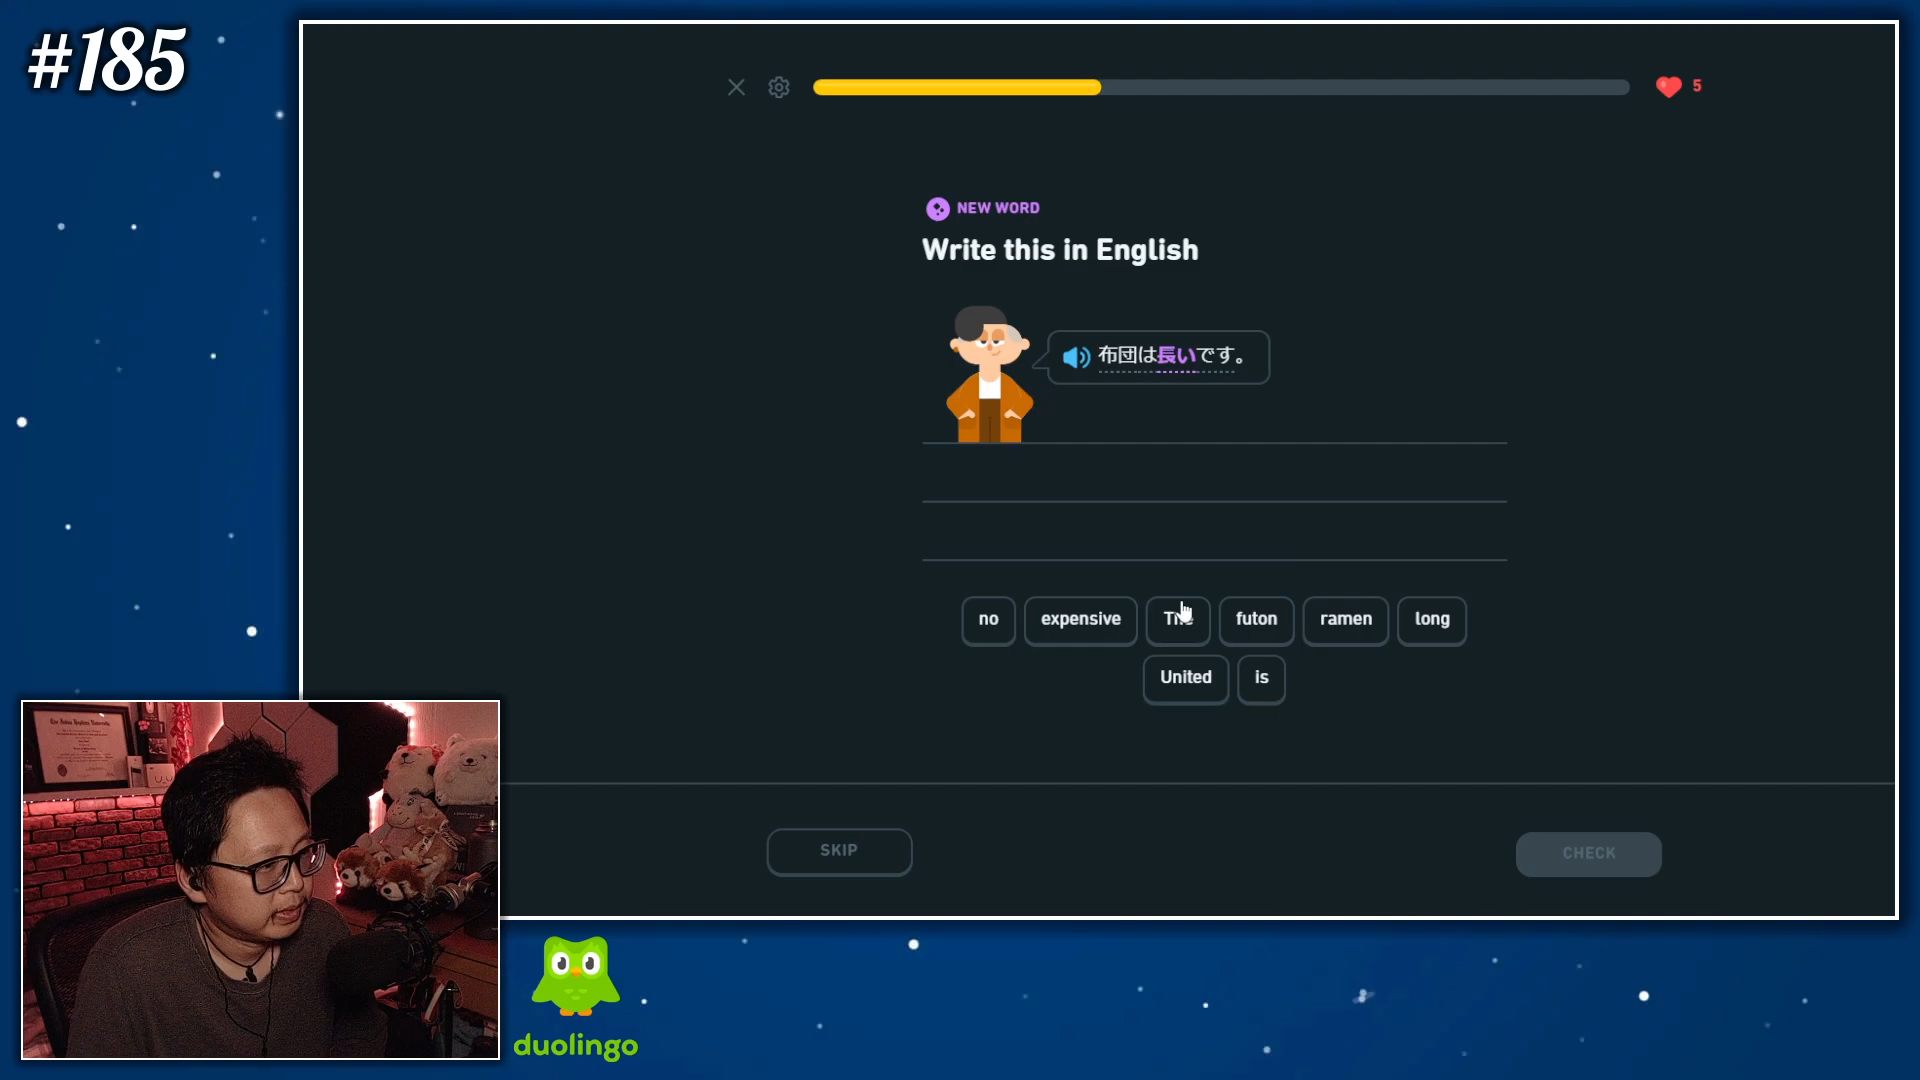 #185
5
NEW WORD
Write this in English
布団は長いです。
no
expensive
The
futon
ramen
long
United
is
SKIP
CHECK
duolingo